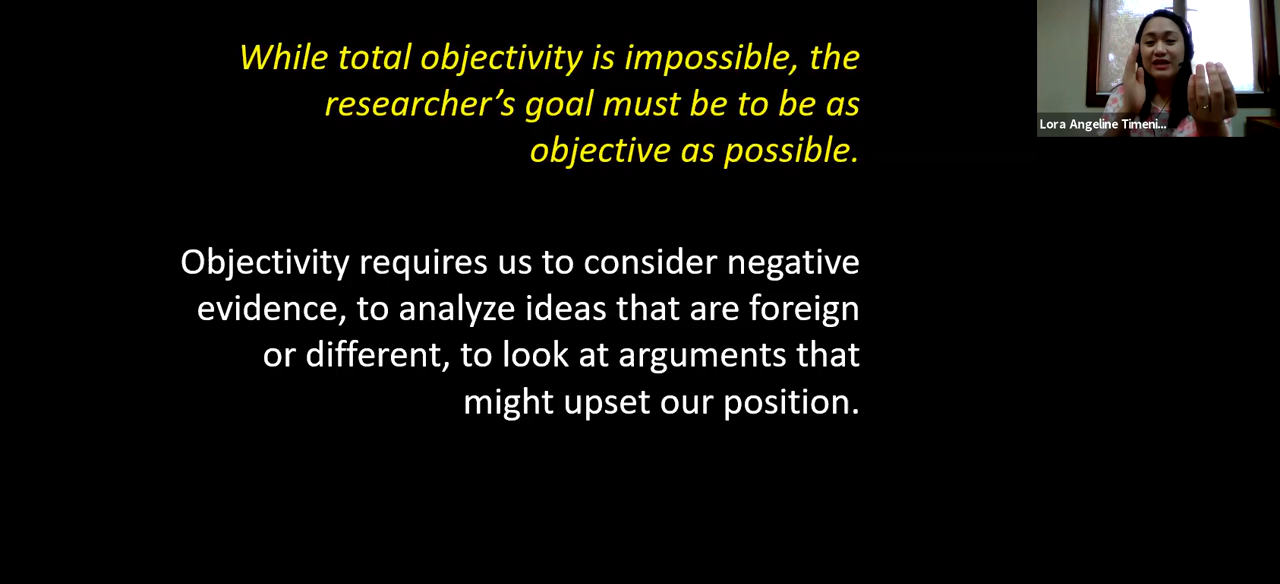 While total objectivity is impossible, the
researcher’s goal must be to be as
objective as possible.
Objectivity requires us to consider negative
evidence, to analyze ideas that are foreign
or different, to look at arguments that
might upset our position.
Lora Angeline Timeni...